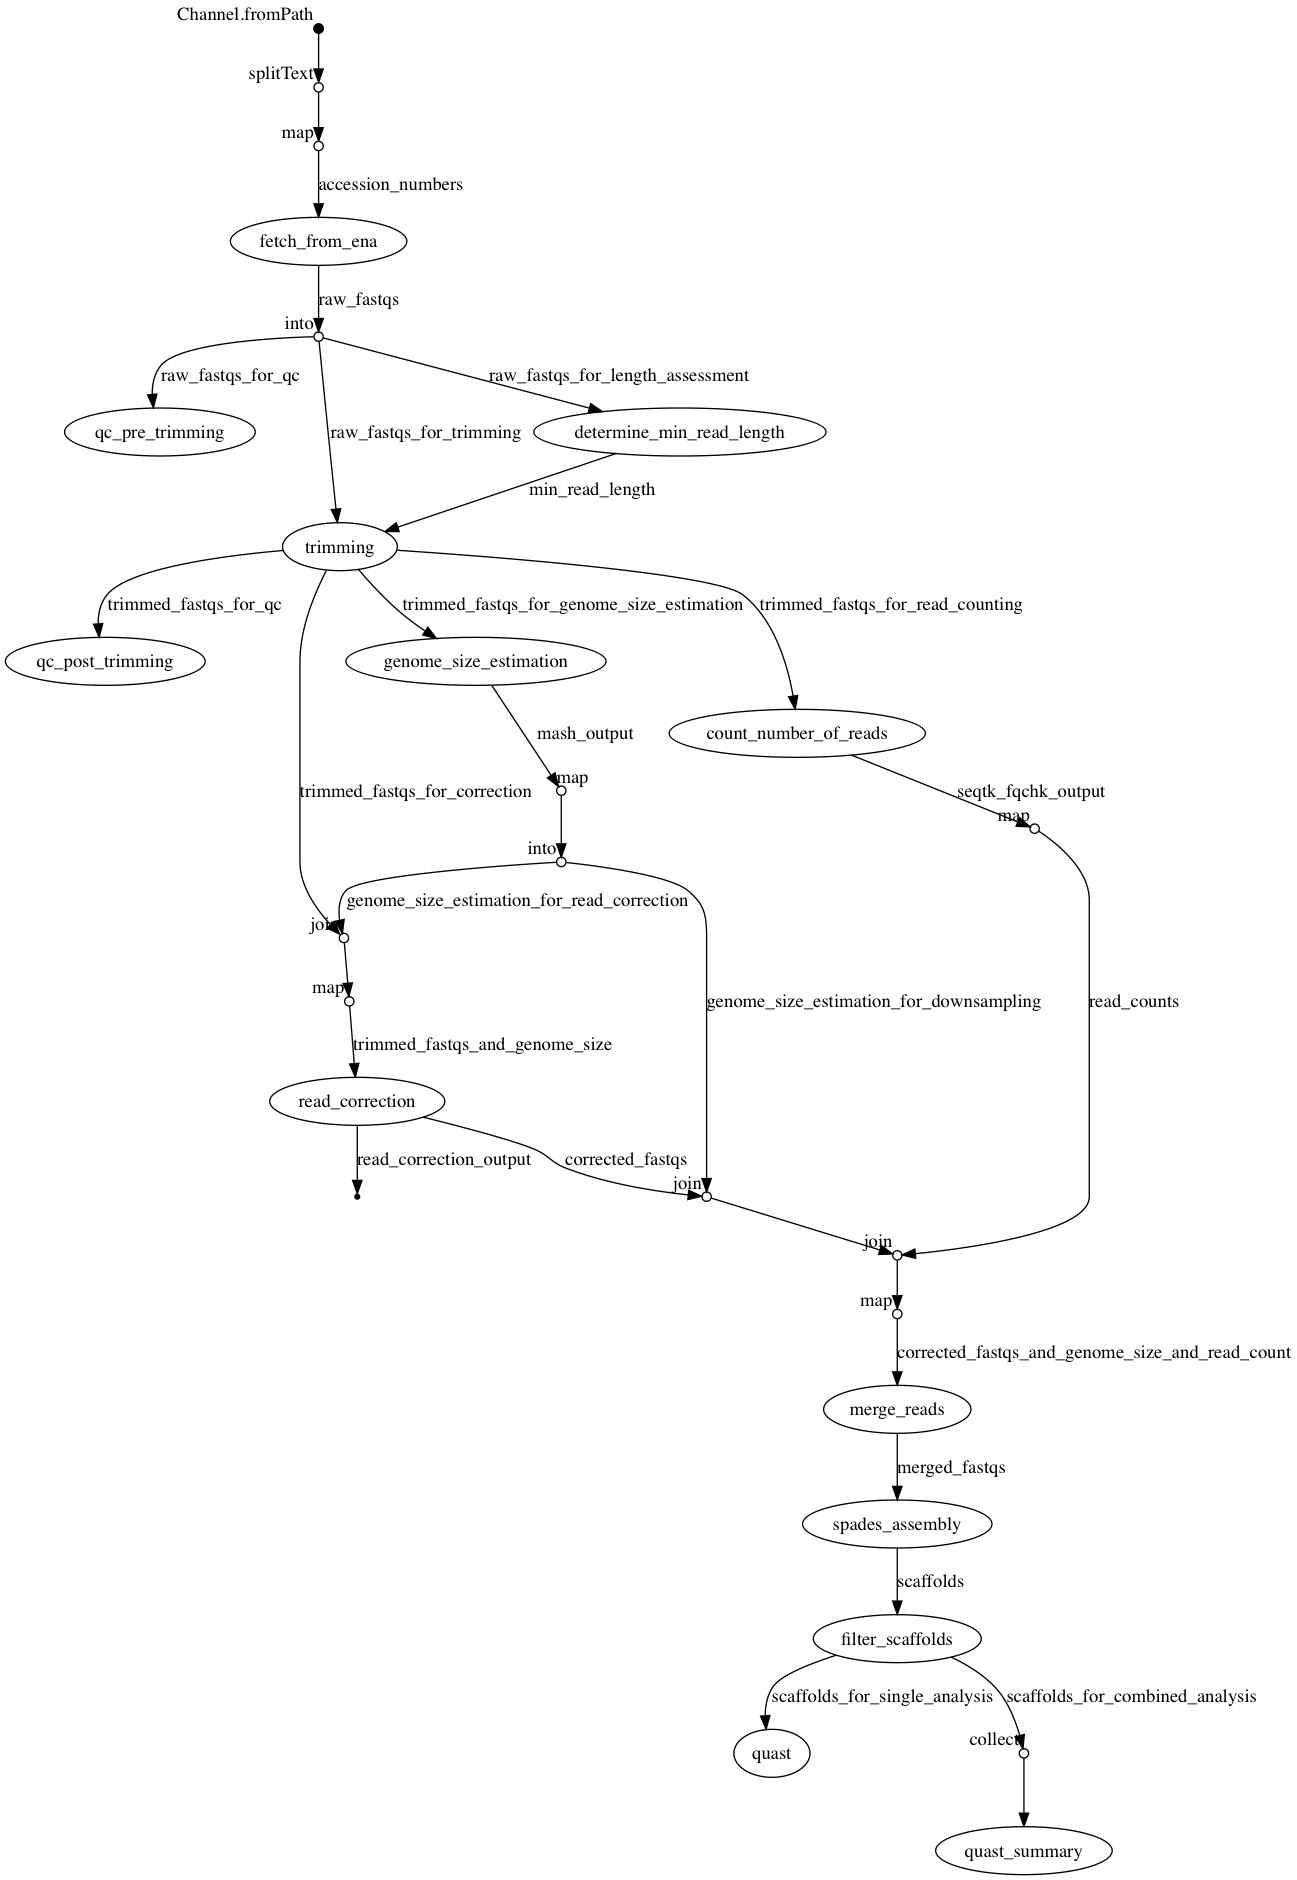 Channel.fromPath
splitText
map
accession_numbers
fetch_from_ena
raw_fastqs
into
raw_fastqs_for_qc
raw_fastqs_for_length_assessment
qc_pre_trimming
raw_fastqs_for_trimming
determine_min_read_length
min_read_length
trimming
trimmed_fastqs_for_qc
trimmed_fastqs_for_genome_size_estimation
trimmed_fastqs_for_read_counting
qc_post_trimming
genome_size_estimation
mash_output
count_number_of_reads
map
trimmed_fastqs_for_correction
seqtk_fqchk_output
map
into
genome_size_estimation_for_read_correction
join
map
genome_size_estimation_for_downsampling
read_counts
trimmed_fastqs_and_genome_size
read_correction
read_correction_output
corrected_fastqs
join
join
map
corrected_fastqs_and_genome_size_and_read_count
merge_reads
merged_fastqs
spades_assembly
scaffolds
filter_scaffolds
scaffolds_for_single_analysis
scaffolds_for_combined_analysis
collect
quast
quast_summary